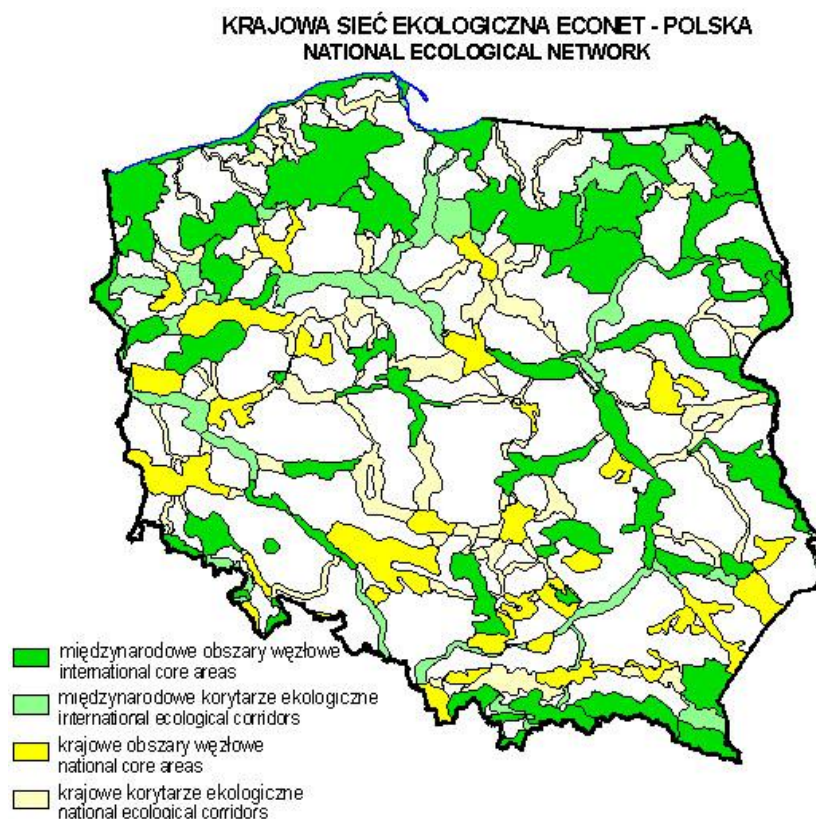 KRAJOWA SIEĆ EKOLOGICZNA ECONET - POLSKA
NATIONAL ECOLOGICAL NETWORK
międzynarodowe obszary węzłowe
international core areas
międzynarodowe korytarze ekologiczne
international ecological corridors
krajowe obszary węzłowe
national core areas
krajowe korytarze ekologiczne
national ecological corridors